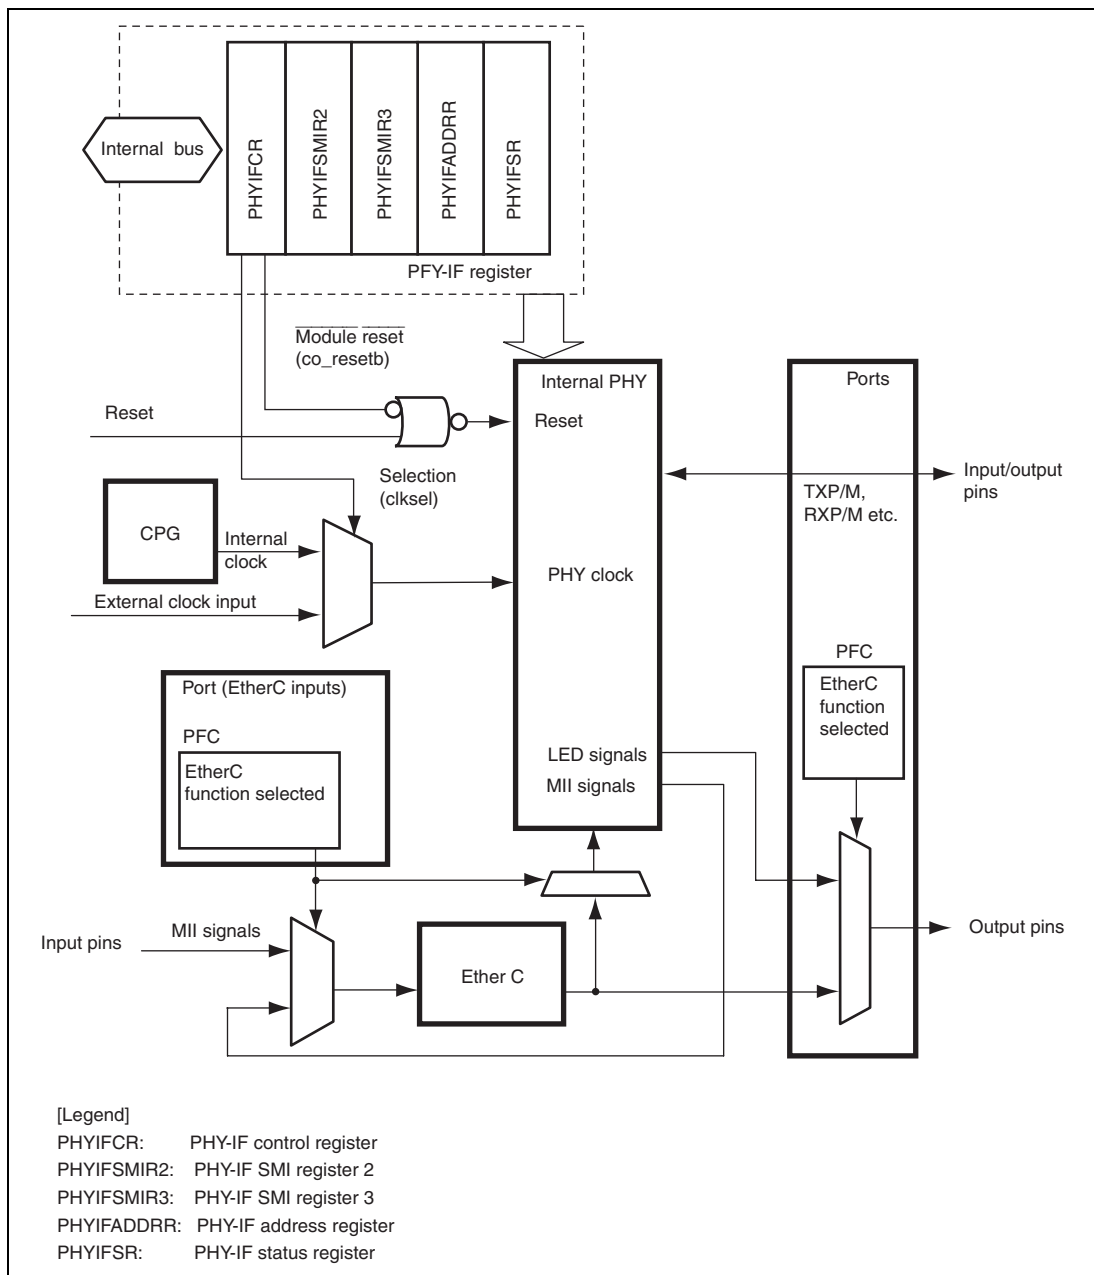 Internal bus
PHYIFCR
PHYIFSMIR2
PHYIFSMIR3
PHYIFADDRR
PHYIFSR
PFY-IF register
Module reset
(co_resetb)
Internal PHY
Ports
Reset
Reset
Selection
(clksel)
Input/output
pins
TXP/M,
RXP/M etc.
CPG
Internal
clock
PHY clock
External clock input
PFC
EtherC
function
selected
Port (EtherC inputs)
PFC
EtherC
function selected
LED signals
MII signals
Input pins
MII signals
Ether C
Output pins
[Legend]
PHYIFCR: PHY-IF control register
PHYIFSMIR2: PHY-IF SMI register 2
PHYIFSMIR3: PHY-IF SMI register 3
PHYIFADDRR: PHY-IF address register
PHYIFSR: PHY-IF status register